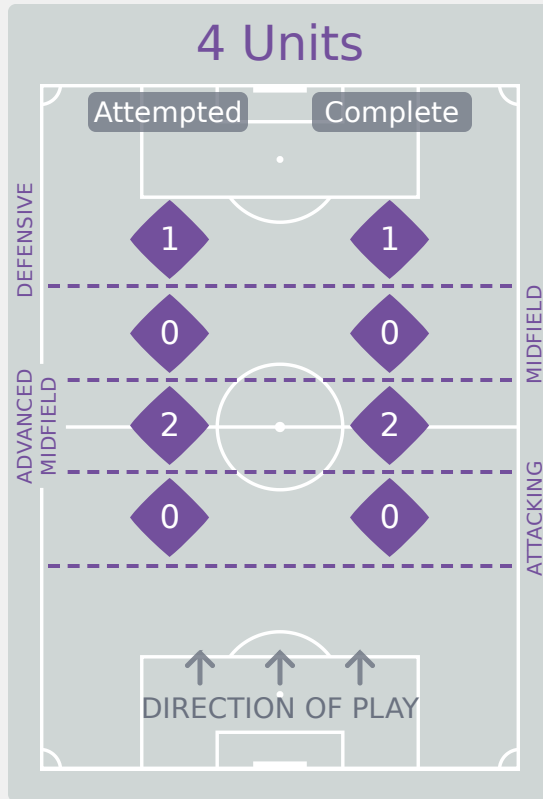 4 Units
Attempted Complete
DEFENSIVE
1 1
MIDFIELD
0 0
ADVANCED
MIDFIELD
2 2
ATTACKING
0 0
DIRECTION OF PLAY